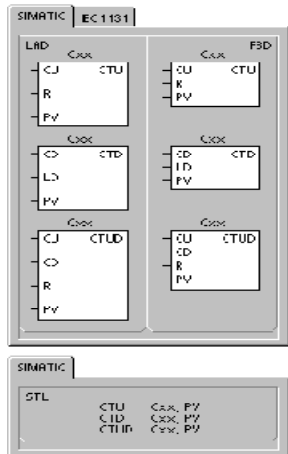 SIMATIC IEC 1131
LAD FBD
Cxx Cxx
CU CTU CU CTU
R R
PV PV
Cxx Cxx
CD CTD CD CTD
LD LD
PV PV
Cxx Cxx
CU CTUD CU CTUD
CD CD
R R
PV PV
SIMATIC
STL
CTU Cxx, PV
CTD Cxx, PV
CTUD Cxx, PV